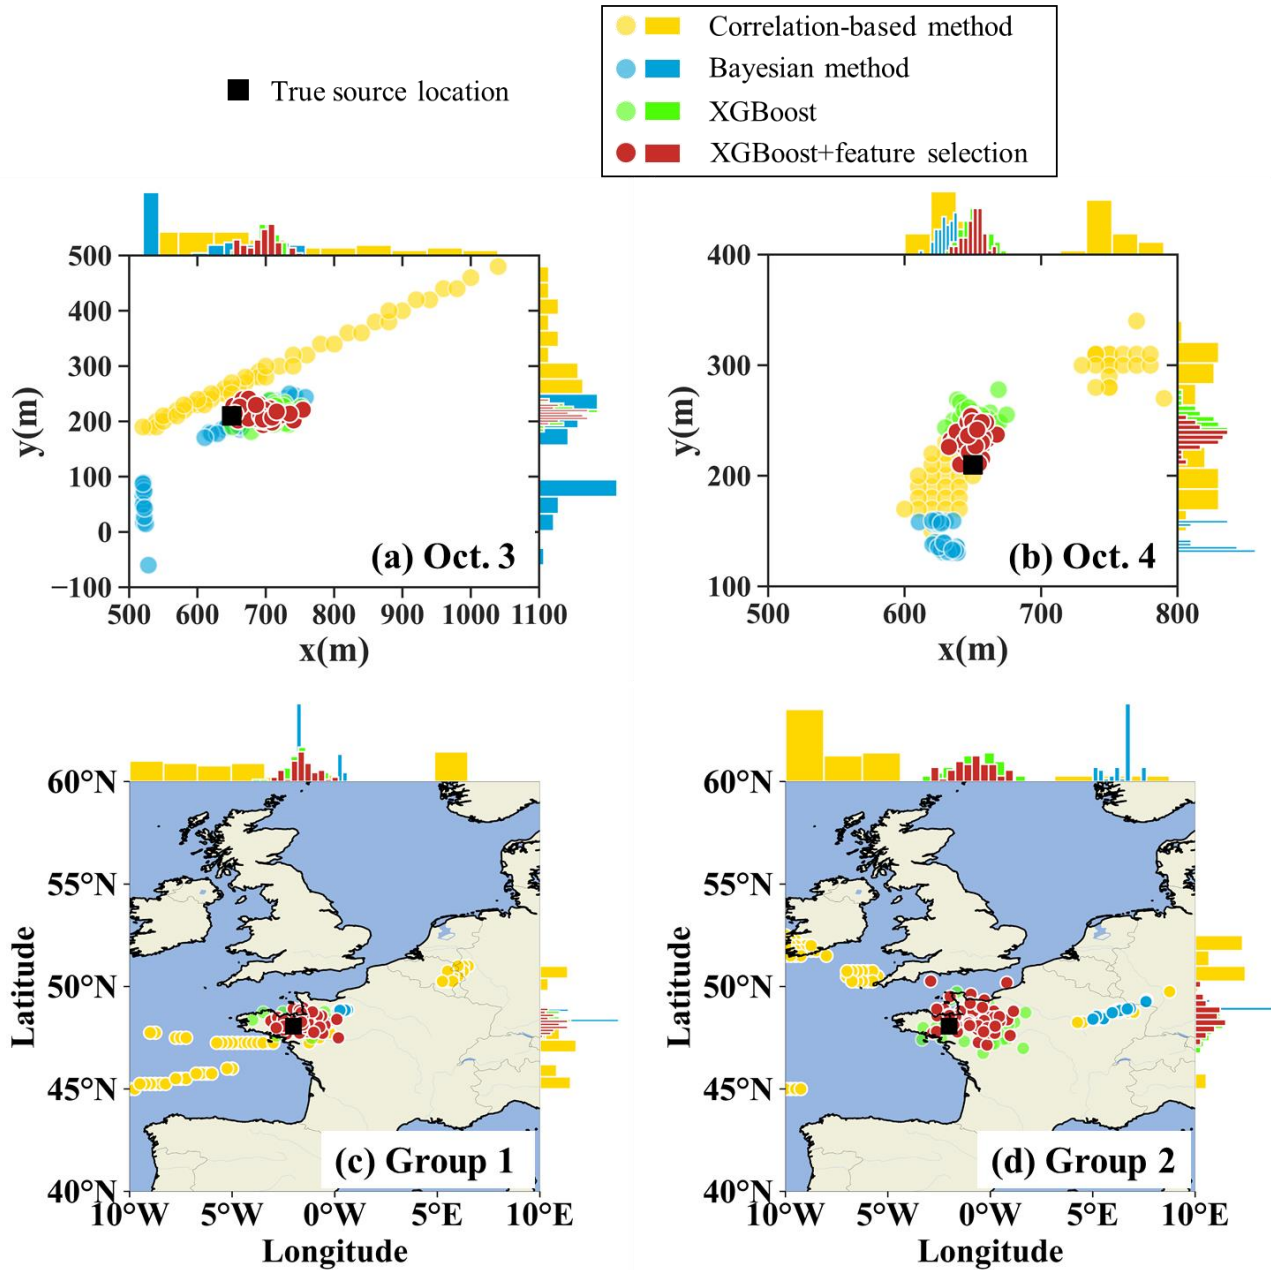 True source location
Correlation-based method
Bayesian method
XGBoost
XGBoost+feature selection
500
400
300
200
100
0
−100
y(m)
(a) Oct. 3
500 600 700 800 900 1000 1100
x(m)
400
300
200
100
y(m)
(b) Oct. 4
500 600 700 800
x(m)
60°N
55°N
50°N
45°N
40°N
Latitude
(c) Group 1
10°W 5°W 0°W 5°E 10°E
Longitude
60°N
55°N
50°N
45°N
40°N
Latitude
(d) Group 2
10°W 5°W 0°W 5°E 10°E
Longitude